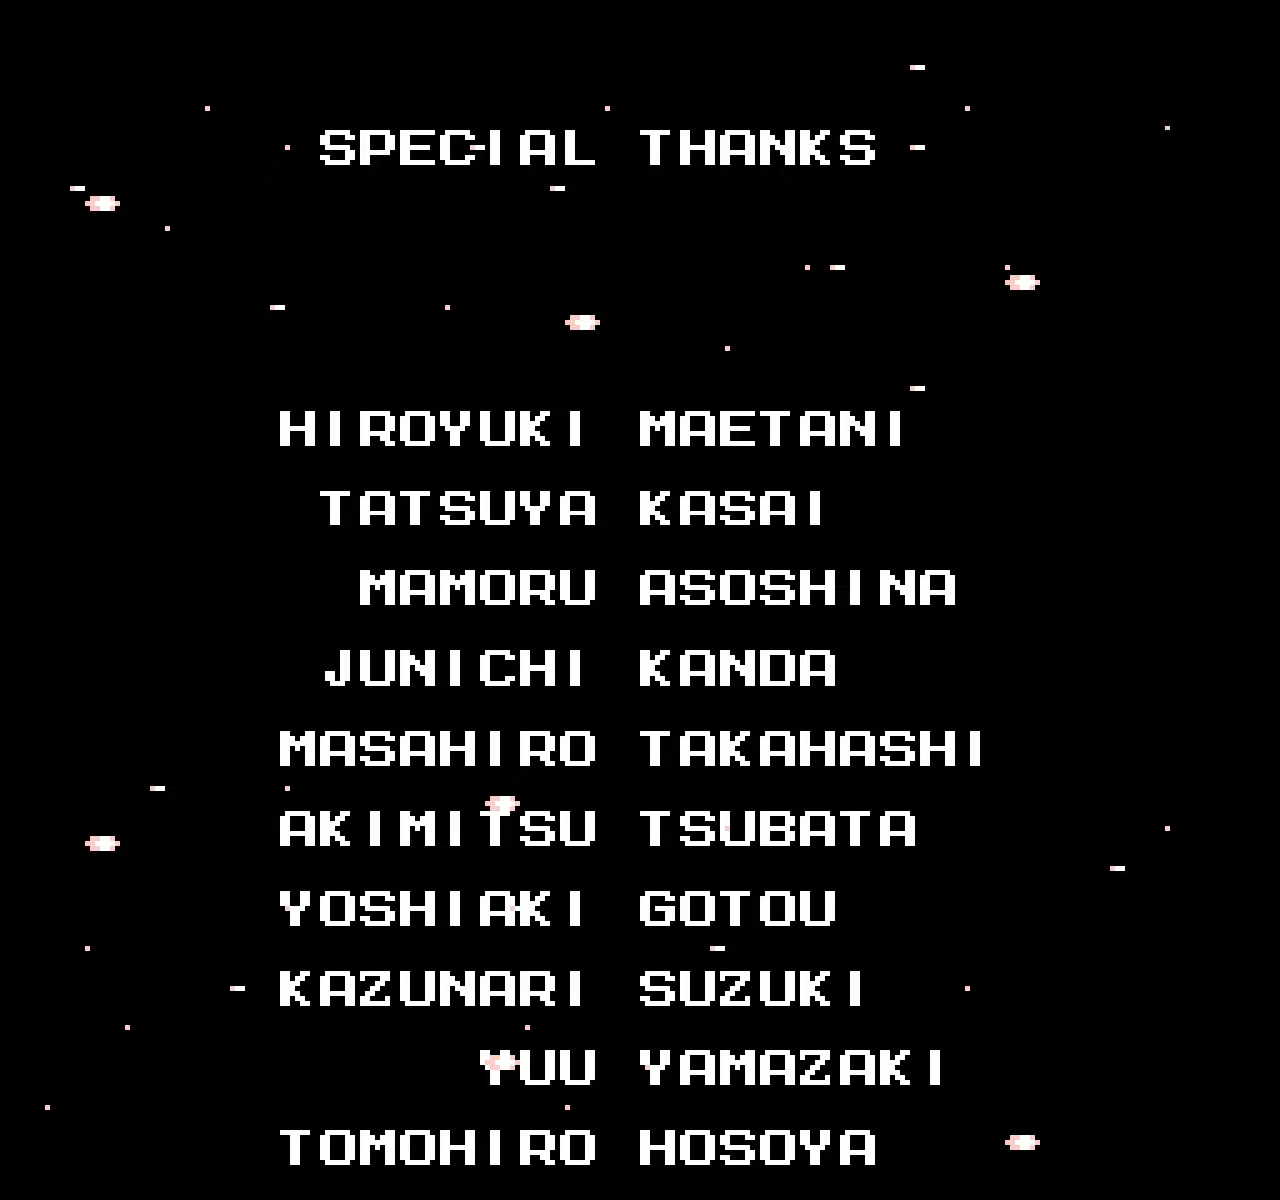 SPECIAL THANKS
HIROYUKI MAETANI
TATSUYA KASAI
MAMORU ASOSHINA
JUNICHI KANDA
MASAHIRO TAKAHASHI
AKIMITSU TSUBATA
YOSHIAKI GOTOU
KAZUNARI SUZUKI
YUU YAMAZAKI
TOMOHIRO HOSOYA